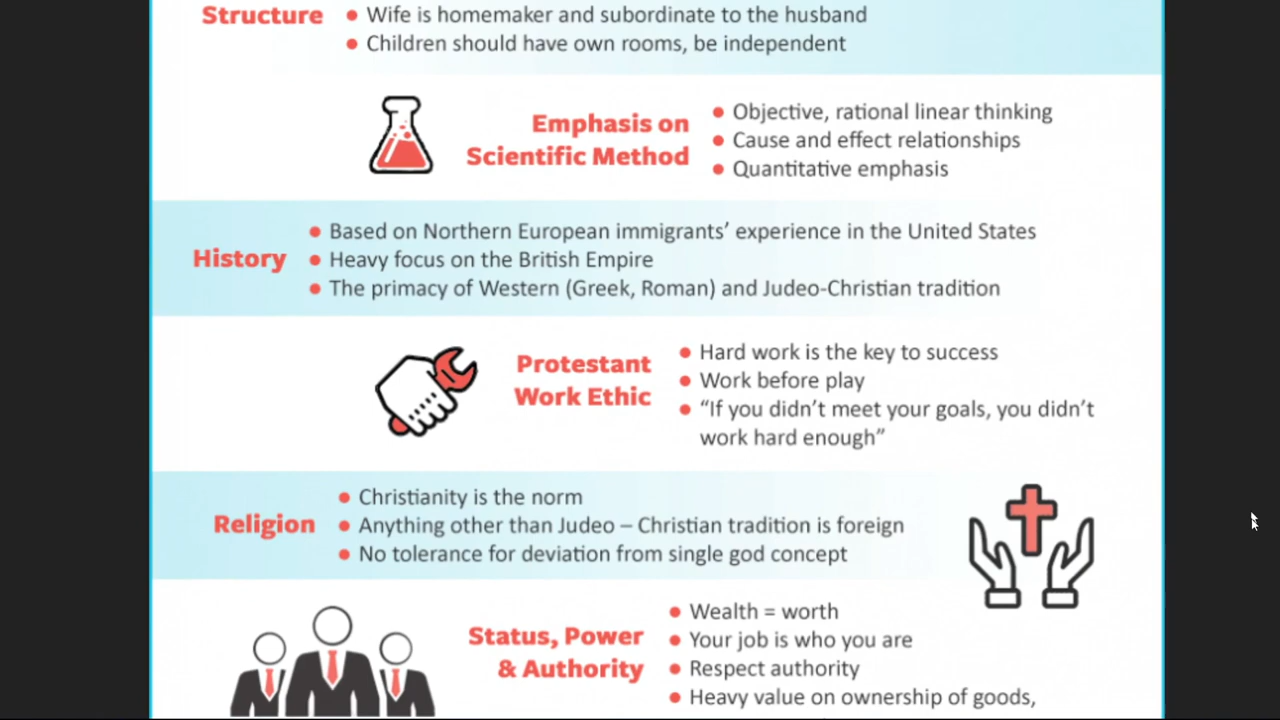 Structure
Wife is homemaker and subordinate to the husband
Children should have own rooms, be independent
Emphasis on
Scientific Method
Objective, rational linear thinking
Cause and effect relationships
Quantitative emphasis
History
Based on Northern European immigrants’ experience in the United States
Heavy focus on the British Empire
The primacy of Western (Greek, Roman) and Judeo-Christian tradition
Protestant
Work Ethic
Hard work is the key to success
Work before play
“If you didn’t meet your goals, you didn’t
work hard enough”
Religion
Christianity is the norm
Anything other than Judeo – Christian tradition is foreign
No tolerance for deviation from single god concept
Status, Power
& Authority
Wealth = worth
Your job is who you are
Respect authority
Heavy value on ownership of goods,